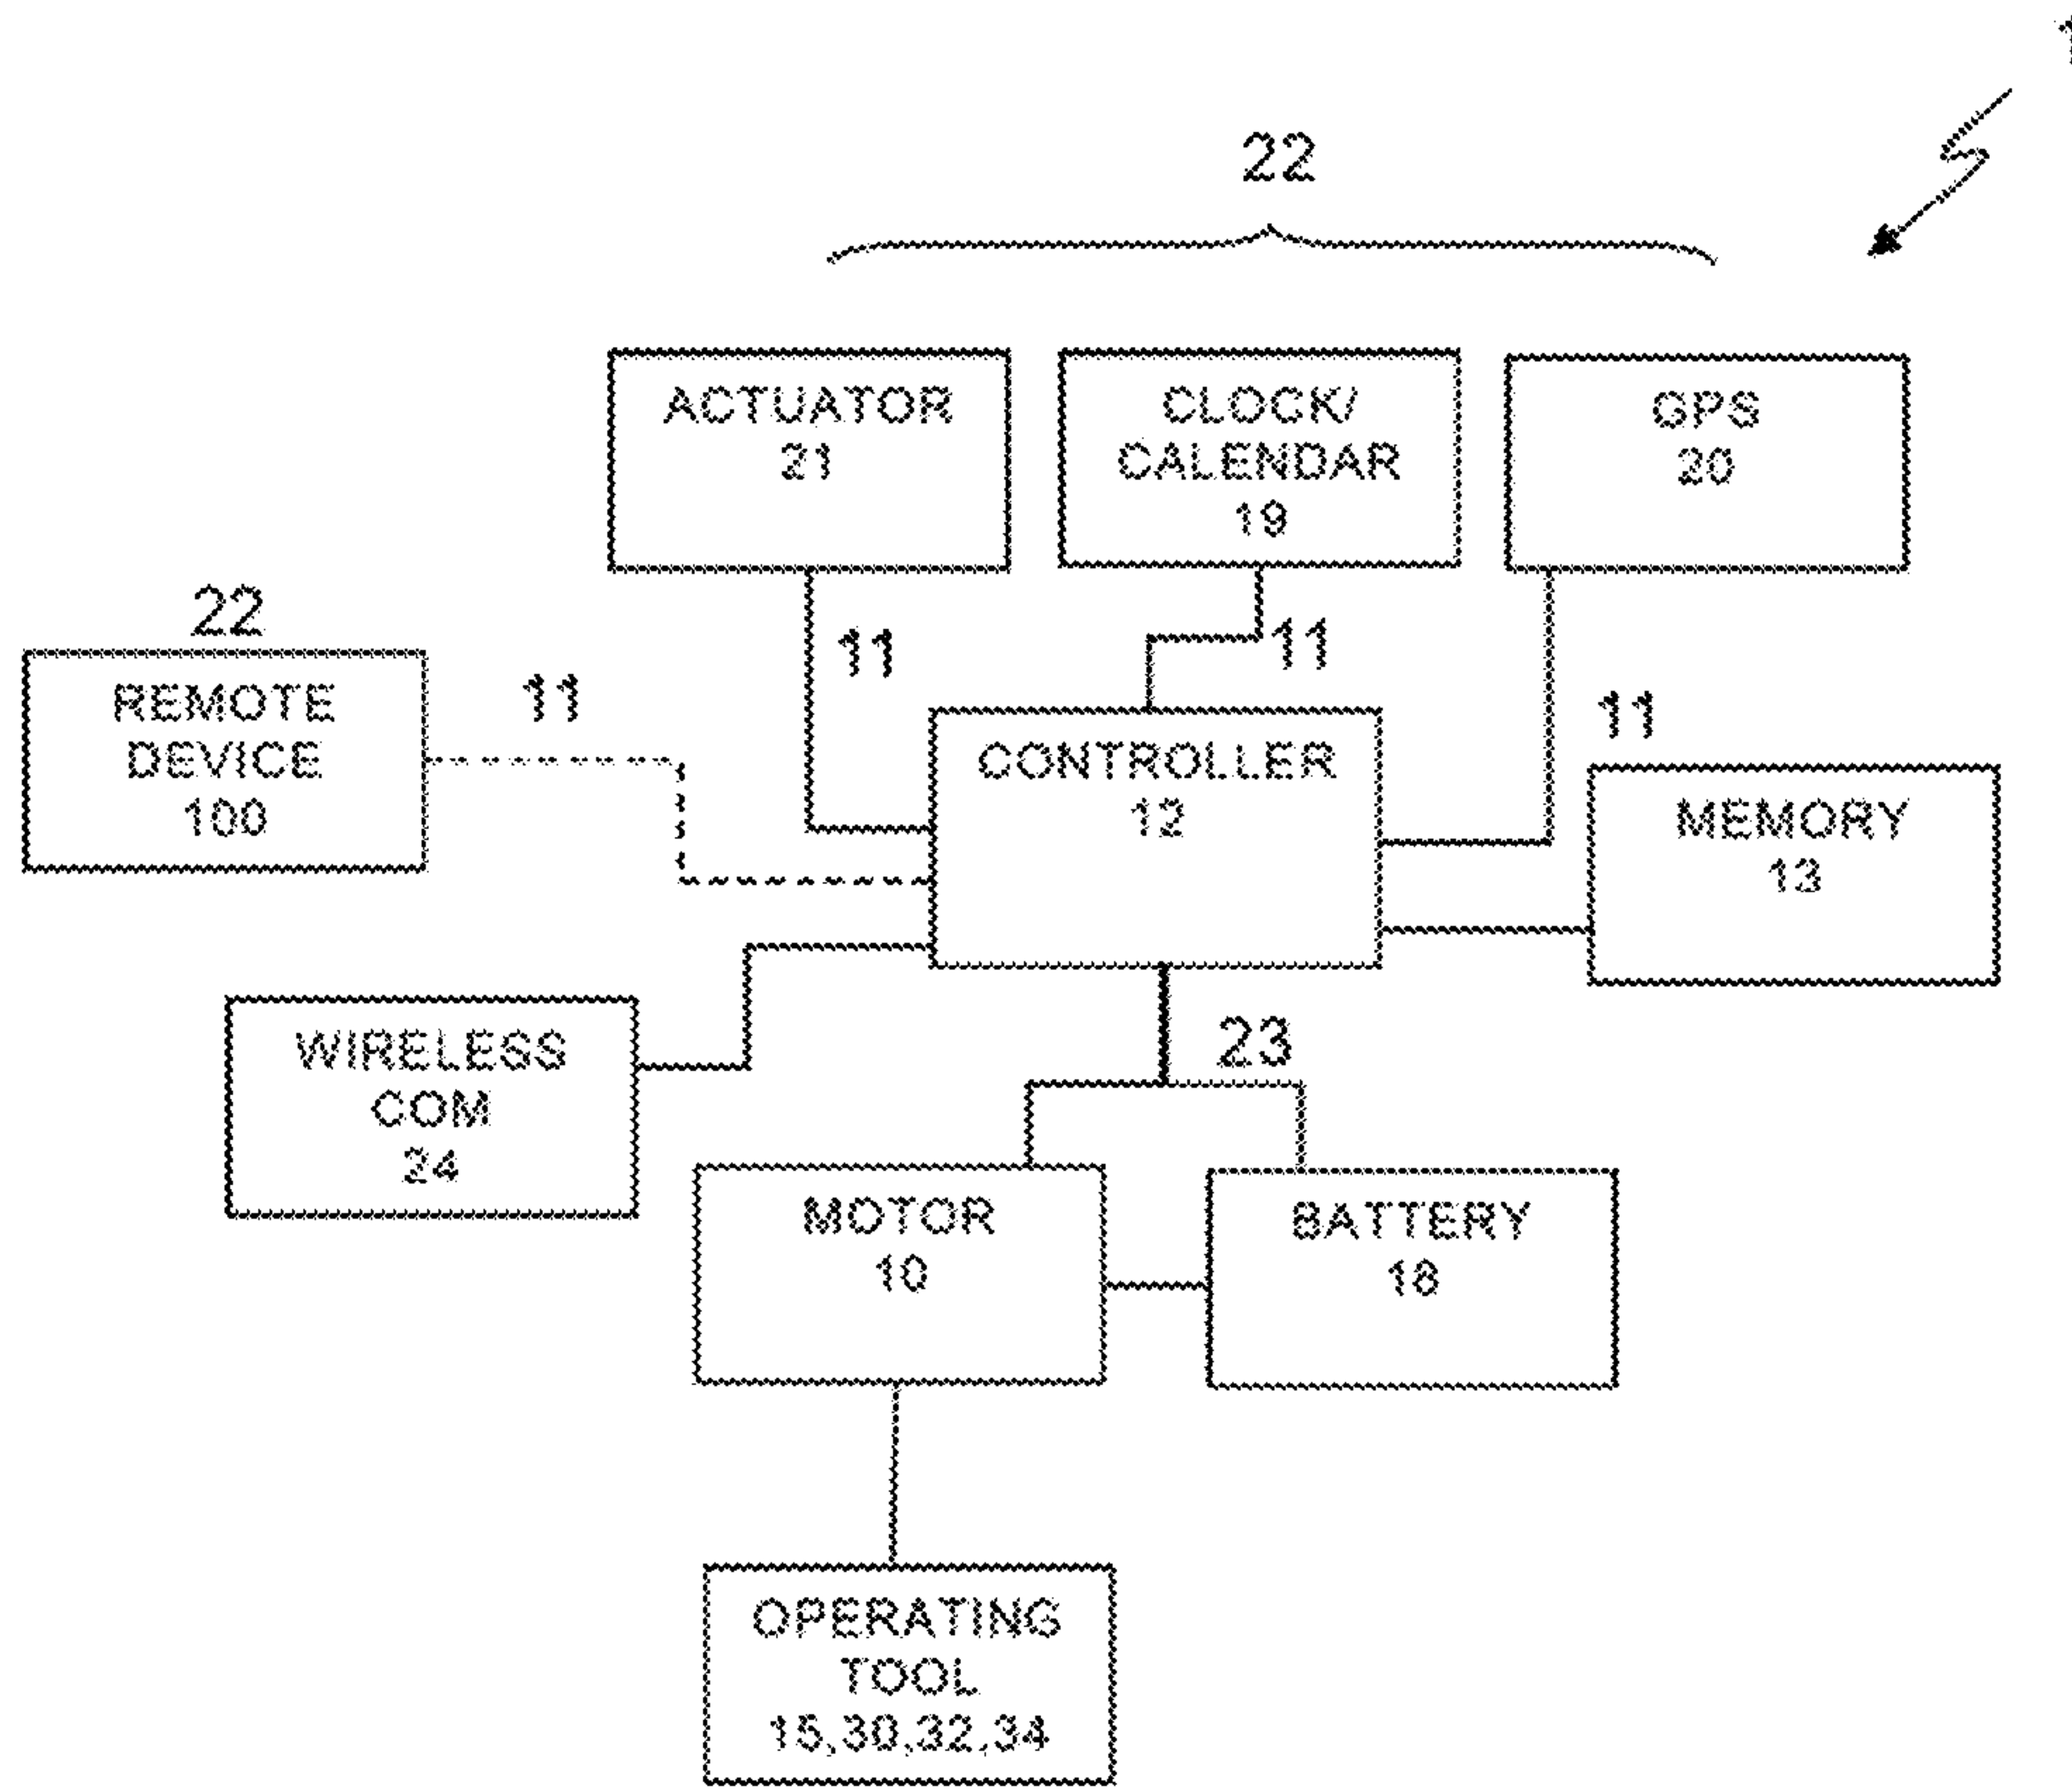 1
22
ACTUATOR
21
CLOCK/
CALENDAR
19
GPS
20
22
REMOTE
DEVICE
100
11
11
11
11
CONTROLLER
12
MEMORY
13
WIRELESS
COM
24
23
MOTOR
10
BATTERY
18
OPERATING
TOOL
15,30,32,34